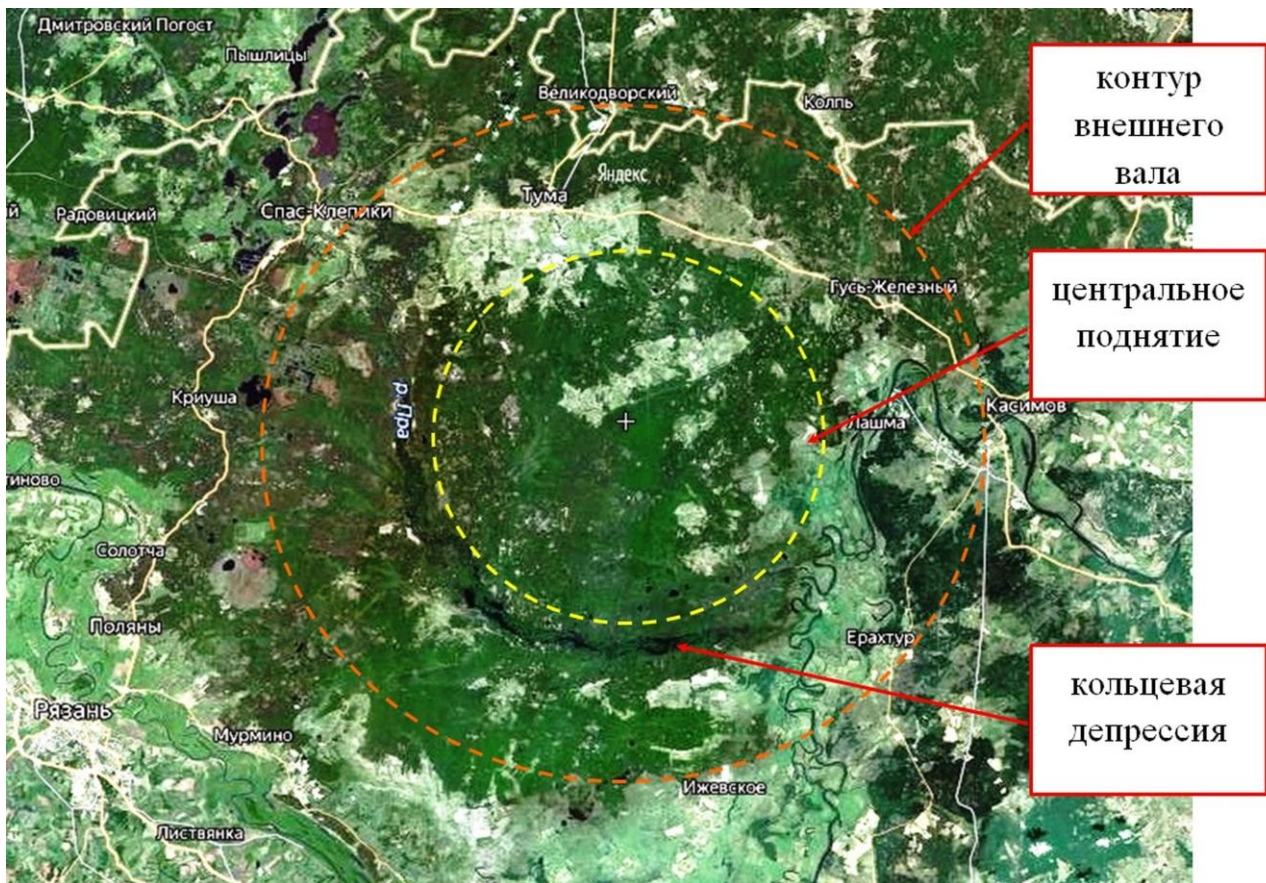 Дмитровский Погост
Пышлицы
Великодворский
Колпь
контур
внешнего
вала
Яндекс
Тума
ий
Радовицкий
Спас-Клепики
Гусь-Железный
центральное
поднятие
Криуша
р. Пра
Лашма
Касимов
тиново
Солотча
Поляны
Ерахтур
кольцевая
депрессия
Рязань
Мурмино
Ижевское
Листвянка